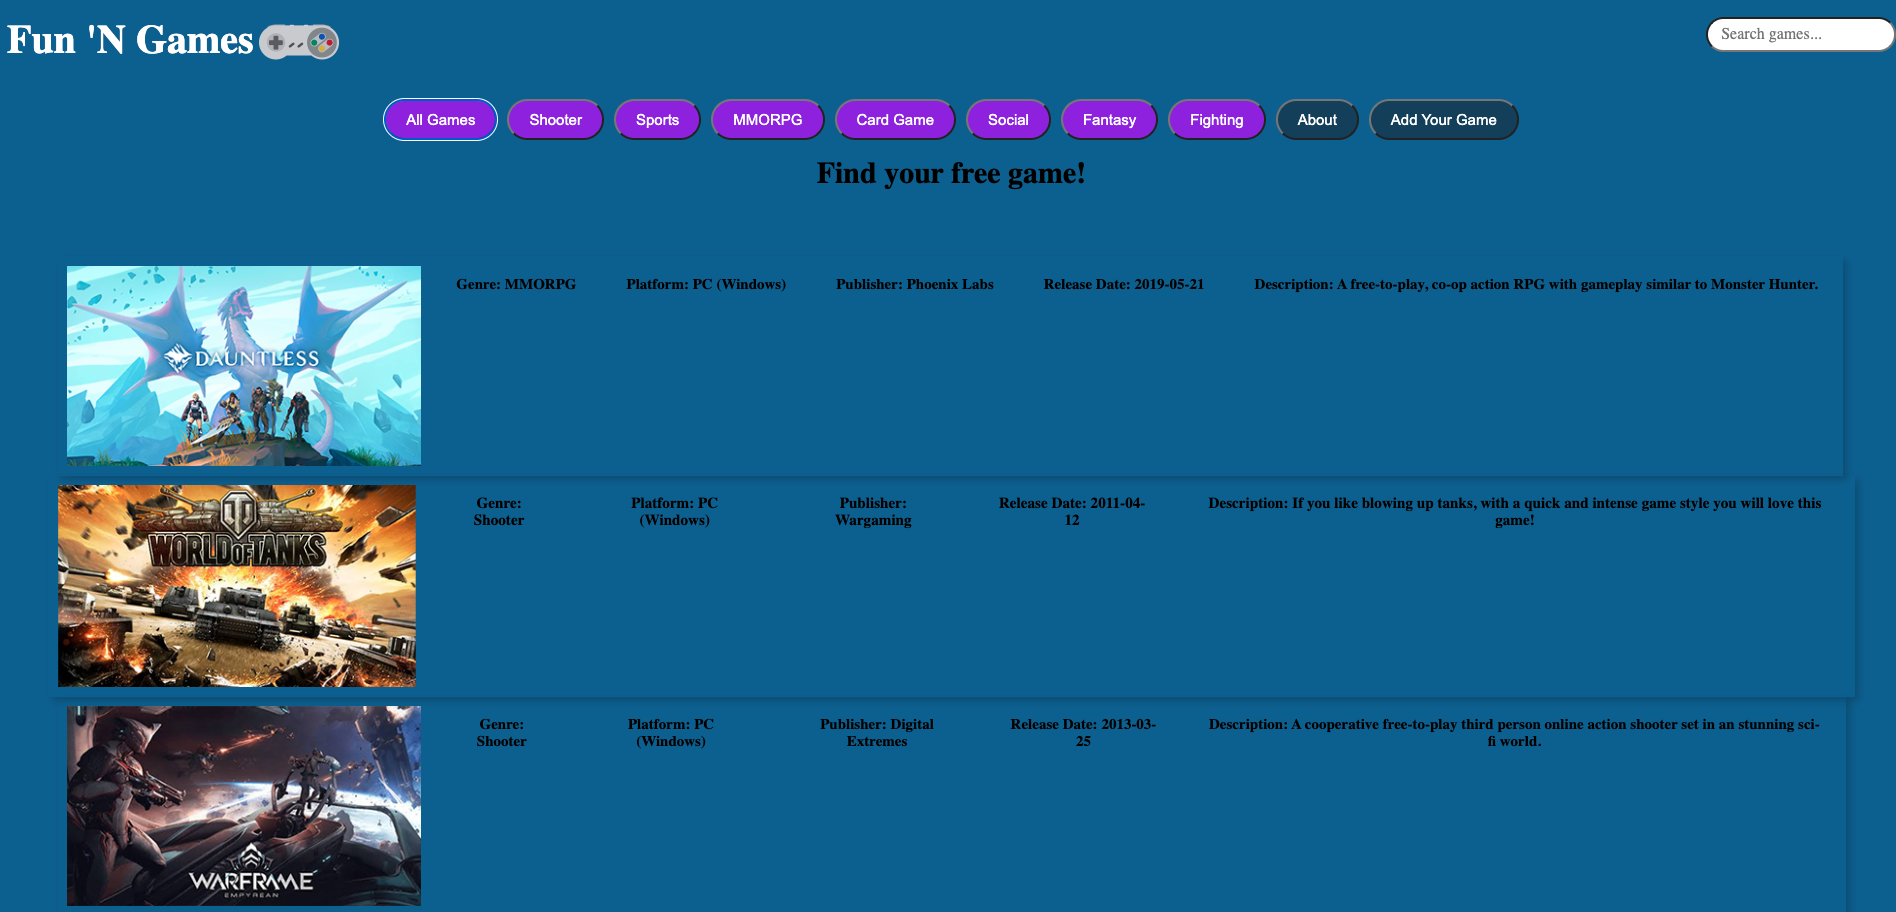 Fun 'N Games
Search games...
All Games
Shooter
Sports
MMORPG
Card Game
Social
Fantasy
Fighting
About
Add Your Game
Find your free game!
DAUNTLESS
Genre: MMORPG
Platform: PC (Windows)
Publisher: Phoenix Labs
Release Date: 2019-05-21
Description: A free-to-play, co-op action RPG with gameplay similar to Monster Hunter.
WORLD OF TANKS
Genre:
Shooter
Platform: PC
(Windows)
Publisher:
Wargaming
Release Date: 2011-04-
12
Description: If you like blowing up tanks, with a quick and intense game style you will love this
game!
WARFRAME
EMPYREAN
Genre:
Shooter
Platform: PC
(Windows)
Publisher: Digital
Extremes
Release Date: 2013-03-
25
Description: A cooperative free-to-play third person online action shooter set in an stunning sci-
fi world.